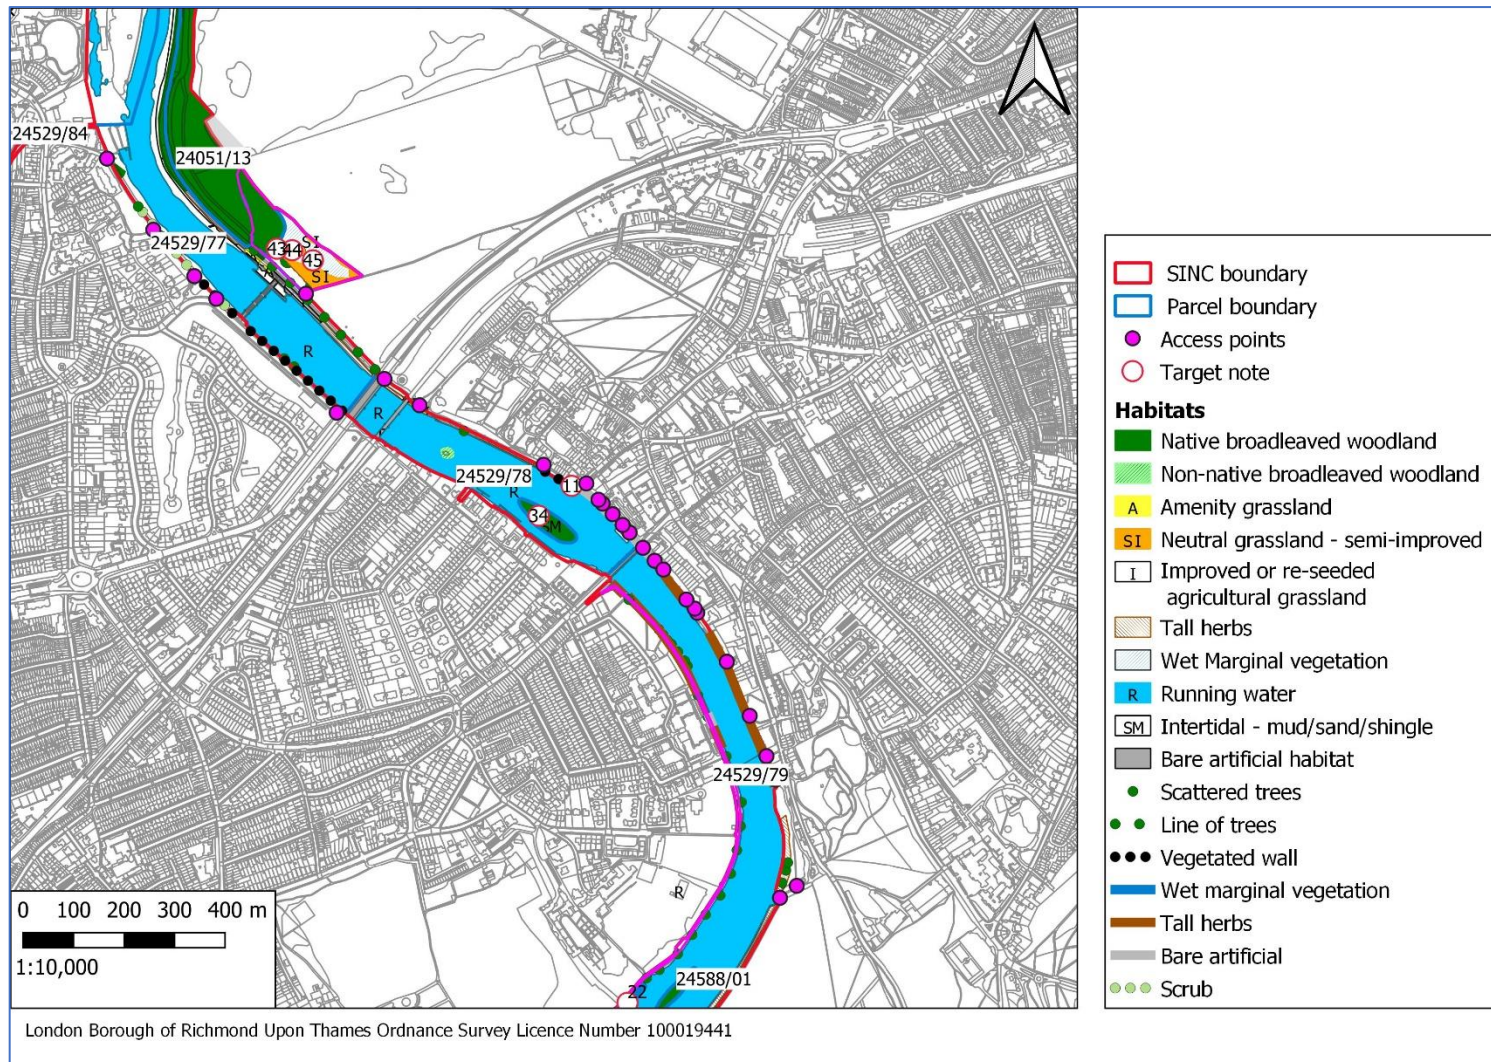 24529/84
24051/13
24529/77
43
44
SI
45
SI
R
R
24529/78
R
11
34
M
24529/79
R
24588/01
22
0 100 200 300 400 m
1:10,000
SINC boundary
Parcel boundary
Access points
Target note
Habitats
Native broadleaved woodland
Non-native broadleaved woodland
A Amenity grassland
SI Neutral grassland - semi-improved
I Improved or re-seeded
agricultural grassland
Tall herbs
Wet Marginal vegetation
R Running water
SM Intertidal - mud/sand/shingle
Bare artificial habitat
Scattered trees
Line of trees
Vegetated wall
Wet marginal vegetation
Tall herbs
Bare artificial
Scrub
London Borough of Richmond Upon Thames Ordnance Survey Licence Number 100019441